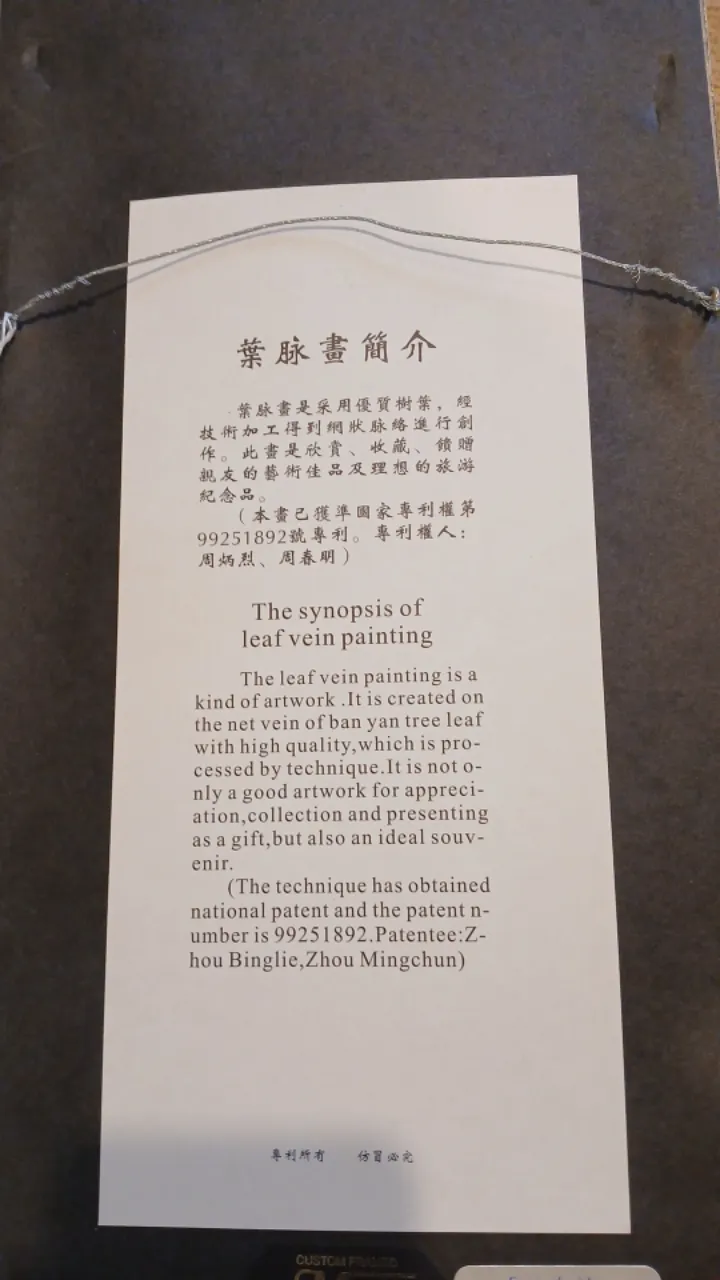 葉脉畫簡介
葉脉畫是采用優質樹葉，經
技術加工得到網狀脉絡進行創
作。此畫是欣賞、收藏、饋贈
親友的藝術佳品及理想的旅游
紀念品。
（本畫已獲準國家專利權第
99251892號專利。專利權人：
周炳烈、周春明）
The synopsis of
leaf vein painting
The leaf vein painting is a
kind of artwork .It is created on
the net vein of ban yan tree leaf
with high quality,which is pro-
cessed by technique.It is not o-
nly a good artwork for appreci-
ation,collection and presenting
as a gift,but also an ideal souv-
enir.
(The technique has obtained
national patent and the patent n-
umber is 99251892.Patentee:Z-
hou Binglie,Zhou Mingchun)
專利所有 仿冒必究
CUSTOM FRAMED